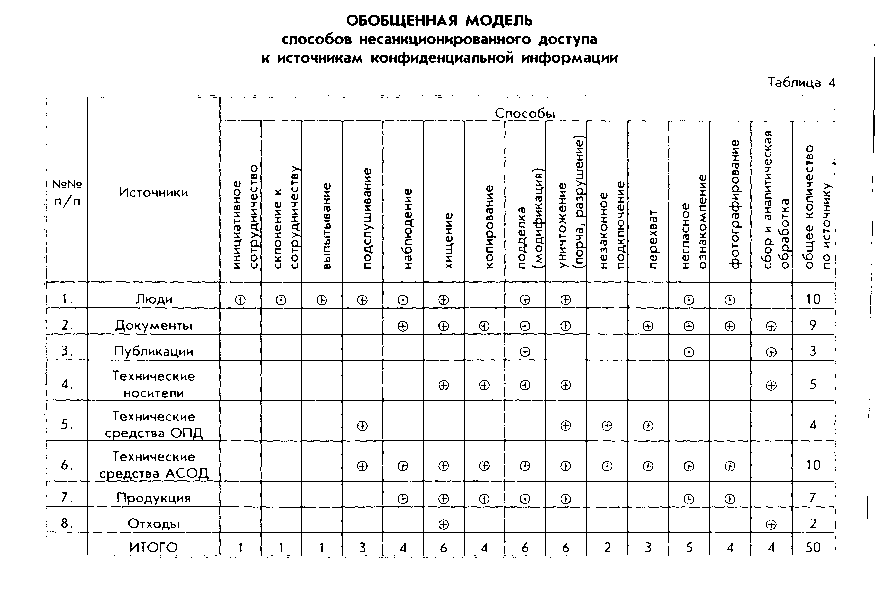 ОБОБЩЕННАЯ МОДЕЛЬ
способов несанкционированного доступа
к источникам конфиденциальной информации
Таблица 4
№№ п/п
Источники
Способы
инициативное сотрудничество
склонение к сотрудничеству
выпытывание
подслушивание
наблюдение
хищение
копирование
подделка (модификация)
уничтожение (порча, разрушение)
незаконное подключение
перехват
негласное ознакомление
фотографирование
сбор и аналитическая обработка
общее количество по источнику
1. Люди ⊕ ⊙ ⊕ ⊕ ⊙ ⊕ ⊕ ⊕ ⊙ ⊙ 10
2. Документы ⊕ ⊕ ⊕ ⊙ ⊕ ⊕ ⊕ ⊕ ⊕ 9
3. Публикации ⊙ ⊙ ⊕ 3
4. Технические носители ⊕ ⊕ ⊕ ⊕ ⊕ 5
5. Технические средства ОПД ⊕ ⊕ ⊕ ⊙ 4
6. Технические средства АСОД ⊕ ⊕ ⊕ ⊕ ⊕ ⊕ ⊙ ⊕ ⊕ ⊕ 10
7. Продукция ⊙ ⊕ ⊕ ⊙ ⊕ ⊙ ⊕ 7
8. Отходы ⊕ ⊕ 2
ИТОГО 1 1 1 3 4 6 4 6 6 2 3 5 4 4 50